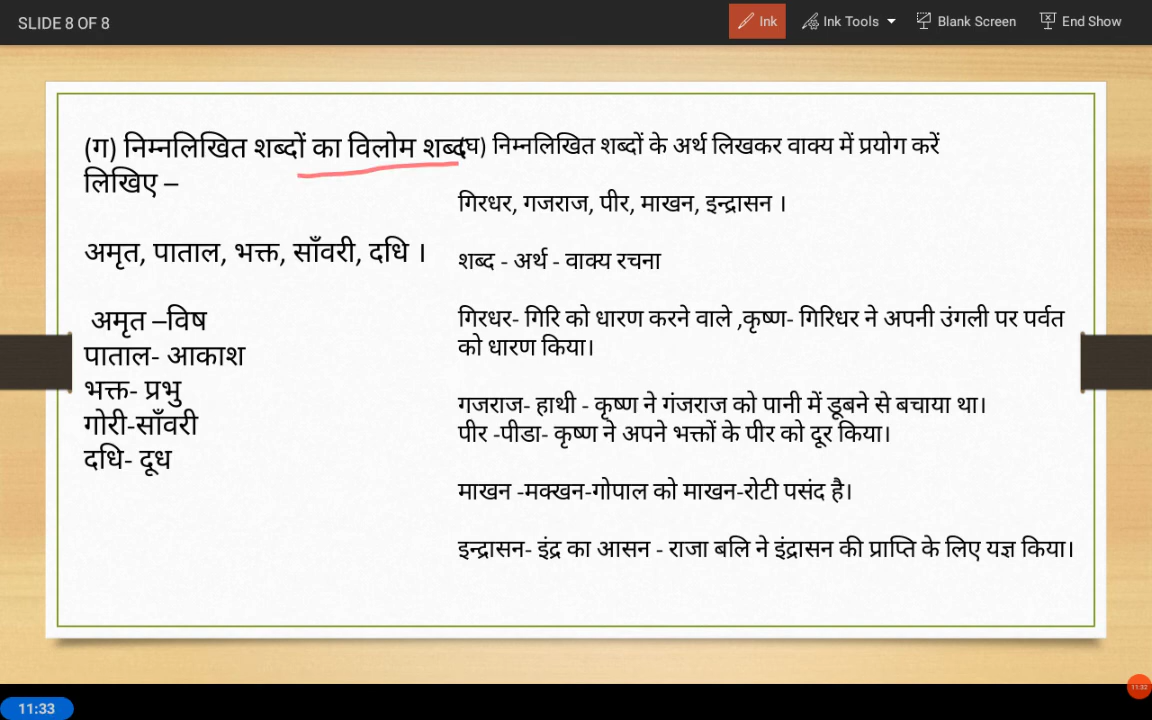 SLIDE 8 OF 8
Ink
Ink Tools
Blank Screen
End Show
(ग) निम्नलिखित शब्दों का विलोम शब्द
लिखिए –
अमृत, पाताल, भक्त, साँवरी, दधि ।
अमृत –विष
पाताल- आकाश
भक्त- प्रभु
गोरी-साँवरी
दधि- दूध
(घ) निम्नलिखित शब्दों के अर्थ लिखकर वाक्य में प्रयोग करें
गिरधर, गजराज, पीर, माखन, इन्द्रासन ।
शब्द - अर्थ - वाक्य रचना
गिरधर- गिरि को धारण करने वाले ,कृष्ण- गिरिधर ने अपनी उंगली पर पर्वत
को धारण किया।
गजराज- हाथी - कृष्ण ने गंजराज को पानी में डूबने से बचाया था।
पीर -पीडा- कृष्ण ने अपने भक्तों के पीर को दूर किया।
माखन -मक्खन-गोपाल को माखन-रोटी पसंद है।
इन्द्रासन- इंद्र का आसन - राजा बलि ने इंद्रासन की प्राप्ति के लिए यज्ञ किया।
11:32
11:33